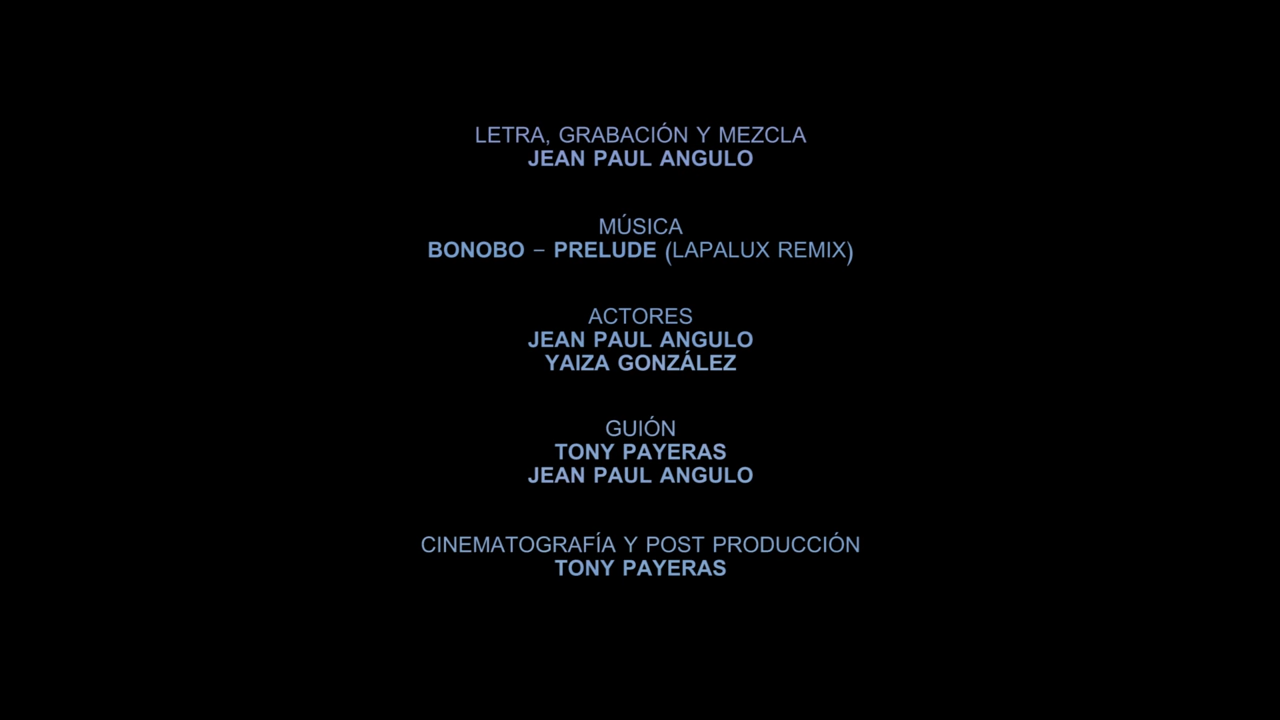 LETRA, GRABACIÓN Y MEZCLA
JEAN PAUL ANGULO
MÚSICA
BONOBO – PRELUDE (LAPALUX REMIX)
ACTORES
JEAN PAUL ANGULO
YAIZA GONZÁLEZ
GUIÓN
TONY PAYERAS
JEAN PAUL ANGULO
CINEMATOGRAFÍA Y POST PRODUCCIÓN
TONY PAYERAS